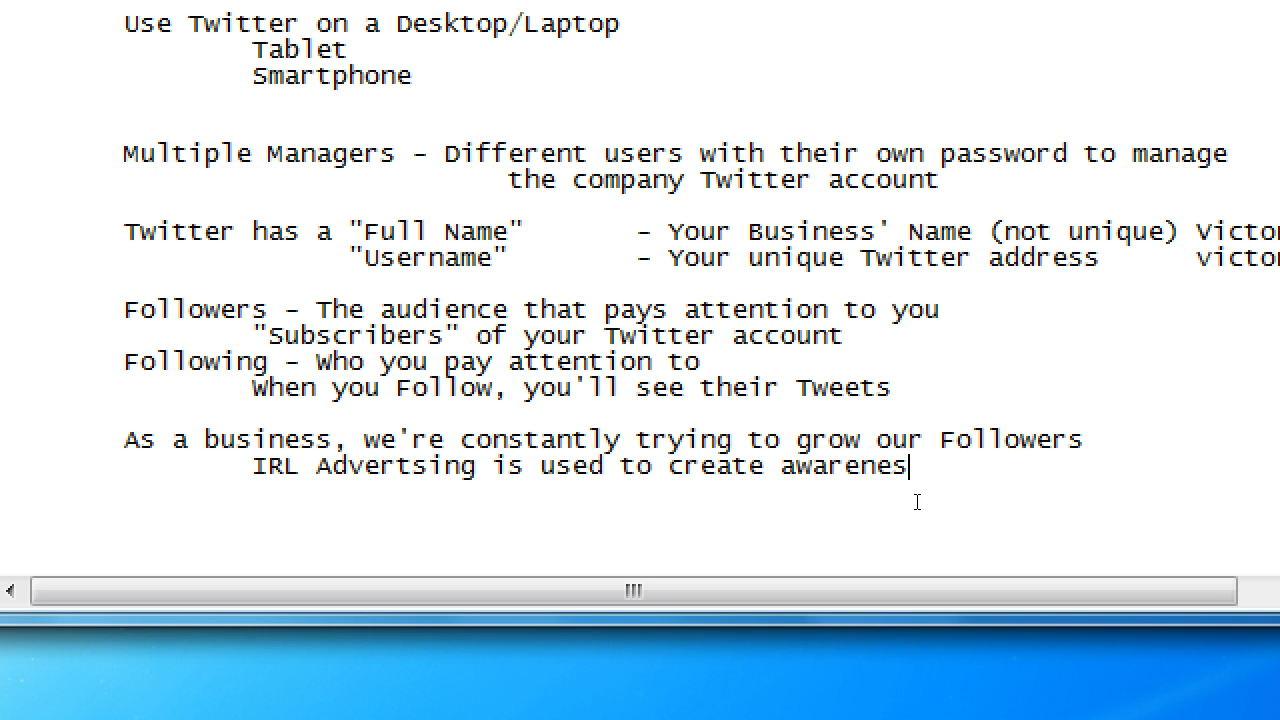 Use Twitter on a Desktop/Laptop
Tablet
Smartphone
Multiple Managers – Different users with their own password to manage
the company Twitter account
Twitter has a "Full Name" – Your Business' Name (not unique) Victo
"Username" – Your unique Twitter address victo
Followers – The audience that pays attention to you
"Subscribers" of your Twitter account
Following – Who you pay attention to
When you Follow, you'll see their Tweets
As a business, we're constantly trying to grow our Followers
IRL Advertsing is used to create awarenes